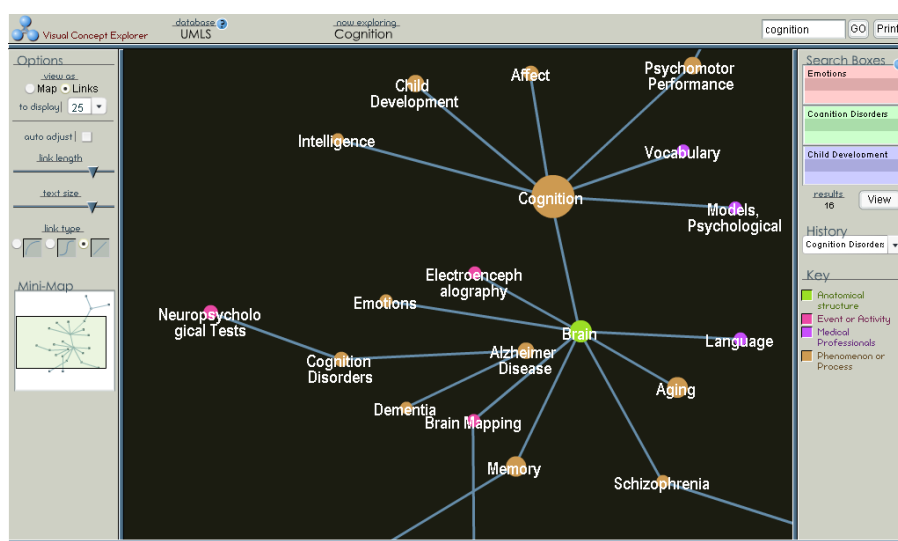 Visual Concept Explorer
database
UMLS
now exploring
Cognition
cognition
GO
Print
Options
view as
Map
Links
to display
25
auto adjust
link length
text size
link type
Mini-Map
Child
Development
Affect
Psychomotor
Performance
Intelligence
Vocabulary
Cognition
Models,
Psychological
Electroenceph
alography
Emotions
Neuropsycholo
gical Tests
Brain
Language
Cognition
Disorders
Alzheimer
Disease
Aging
Dementia
Brain Mapping
Memory
Schizophrenia
Search Boxes
Emotions
Cognition Disorders
Child Development
results
16
View
History
Cognition Disorder
Key
Anatomical
structure
Event or Activity
Medical
Professionals
Phenomenon or
Process